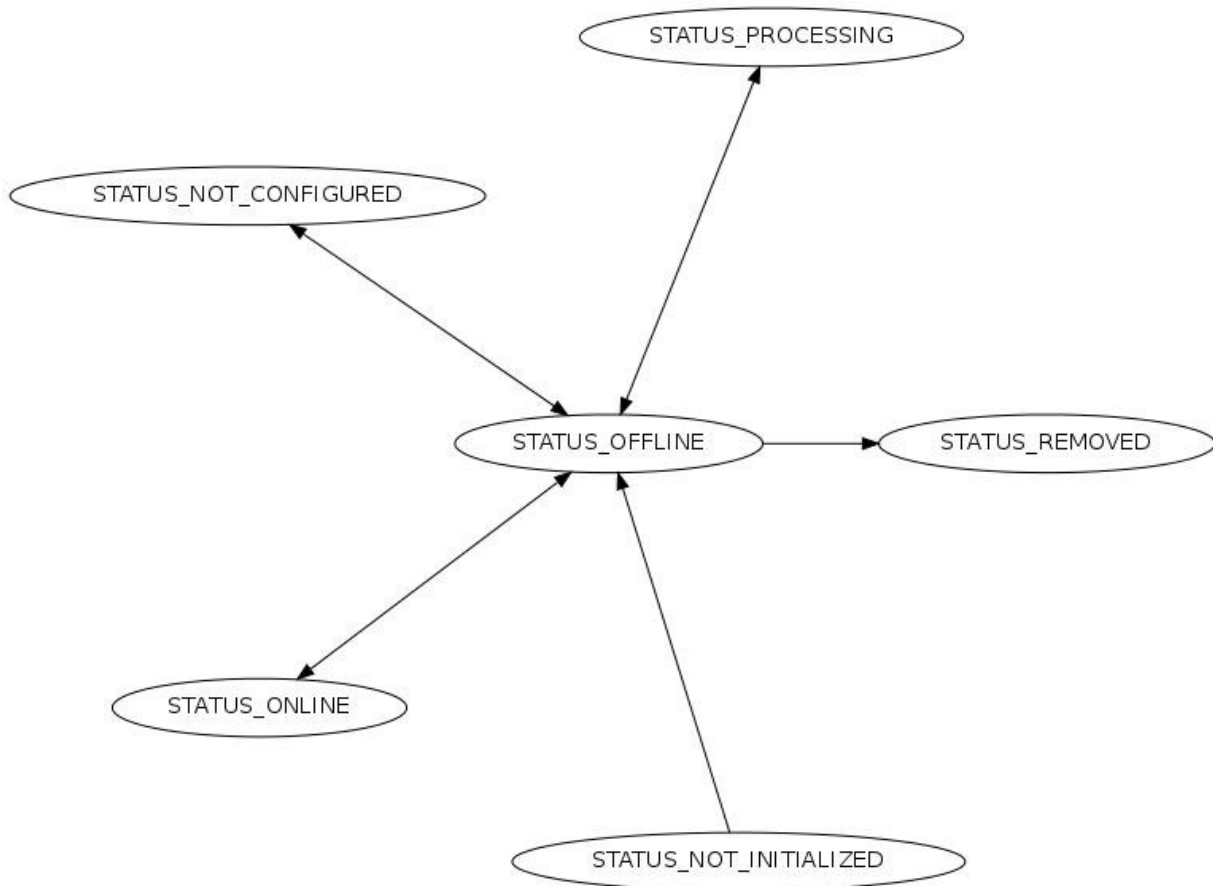 STATUS_PROCESSING
STATUS_NOT_CONFIGURED
STATUS_OFFLINE
STATUS_REMOVED
STATUS_ONLINE
STATUS_NOT_INITIALIZED